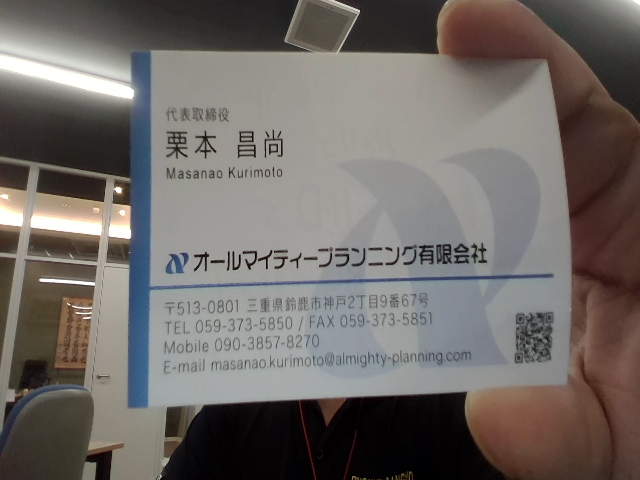 代表取締役
栗本 昌尚
Masanao Kurimoto
オールマイティープランニング有限会社
〒513-0801 三重県鈴鹿市神戸2丁目9番67号
TEL 059-373-5850 / FAX 059-373-5851
Mobile 090-3857-8270
E-mail masanao.kurimoto@almighty-planning.com